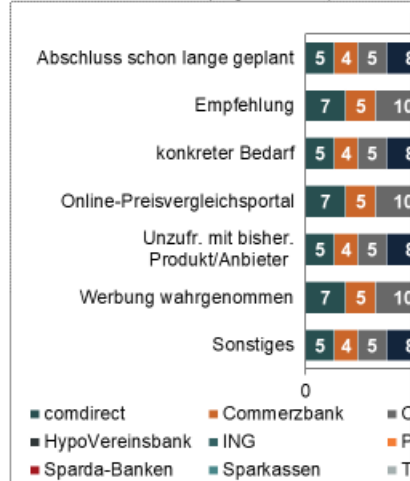 Abschluss schon lange geplant 5 4 5 8
Empfehlung 7 5 10
konkreter Bedarf 5 4 5 8
Online-Preisvergleichsportal 7 5 10
Unzufr. mit bisher.
Produkt/Anbieter 5 4 5 8
Werbung wahrgenommen 7 5 10
Sonstiges 5 4 5 8
0
comdirect Commerzbank
HypoVereinsbank ING
Sparda-Banken Sparkassen